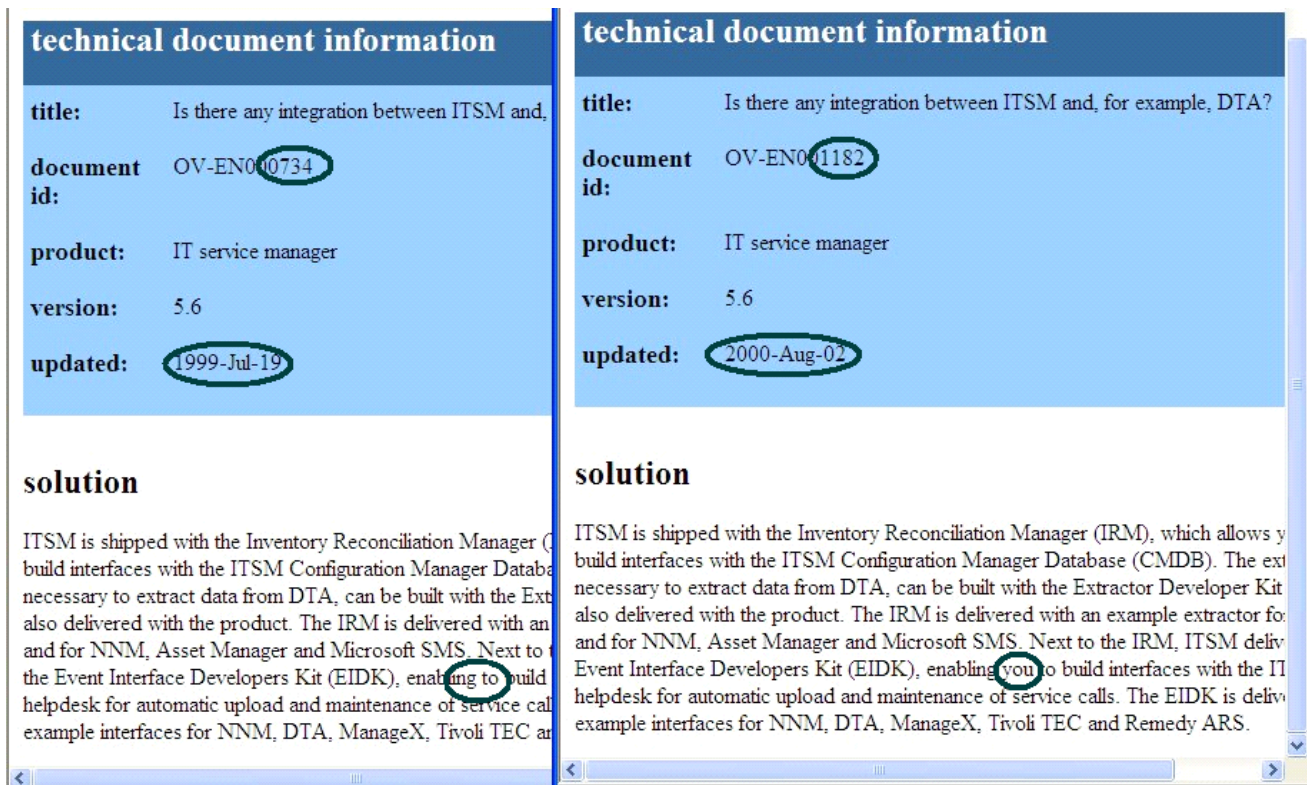 technical document information
title: Is there any integration between ITSM and,
document OV-EN000734
id:
product: IT service manager
version: 5.6
updated: 1999-Jul-19
solution
ITSM is shipped with the Inventory Reconciliation Manager (
build interfaces with the ITSM Configuration Manager Databa
necessary to extract data from DTA, can be built with the Ext
also delivered with the product. The IRM is delivered with an
and for NNM, Asset Manager and Microsoft SMS. Next to t
the Event Interface Developers Kit (EIDK), enabling to build
helpdesk for automatic upload and maintenance of service cal
example interfaces for NNM, DTA, ManageX, Tivoli TEC an
technical document information
title: Is there any integration between ITSM and, for example, DTA?
document OV-EN001182
id:
product: IT service manager
version: 5.6
updated: 2000-Aug-02
solution
ITSM is shipped with the Inventory Reconciliation Manager (IRM), which allows y
build interfaces with the ITSM Configuration Manager Database (CMDB). The ext
necessary to extract data from DTA, can be built with the Extractor Developer Kit
also delivered with the product. The IRM is delivered with an example extractor fo
and for NNM, Asset Manager and Microsoft SMS. Next to the IRM, ITSM deliv
Event Interface Developers Kit (EIDK), enabling you to build interfaces with the IT
helpdesk for automatic upload and maintenance of service calls. The EIDK is deliv
example interfaces for NNM, DTA, ManageX, Tivoli TEC and Remedy ARS.